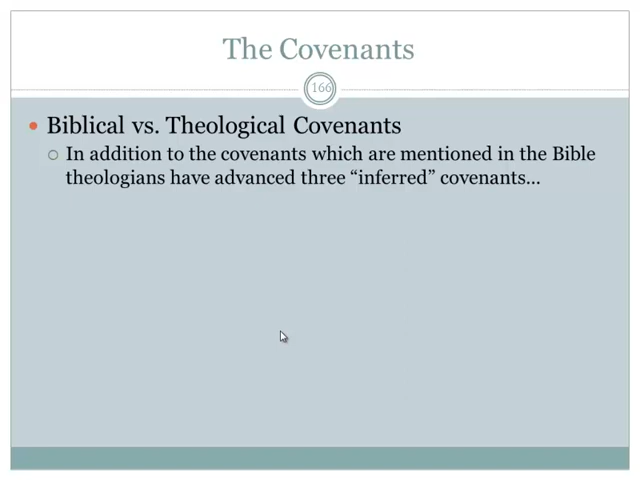 The Covenants
166
Biblical vs. Theological Covenants
In addition to the covenants which are mentioned in the Bible
theologians have advanced three “inferred” covenants…